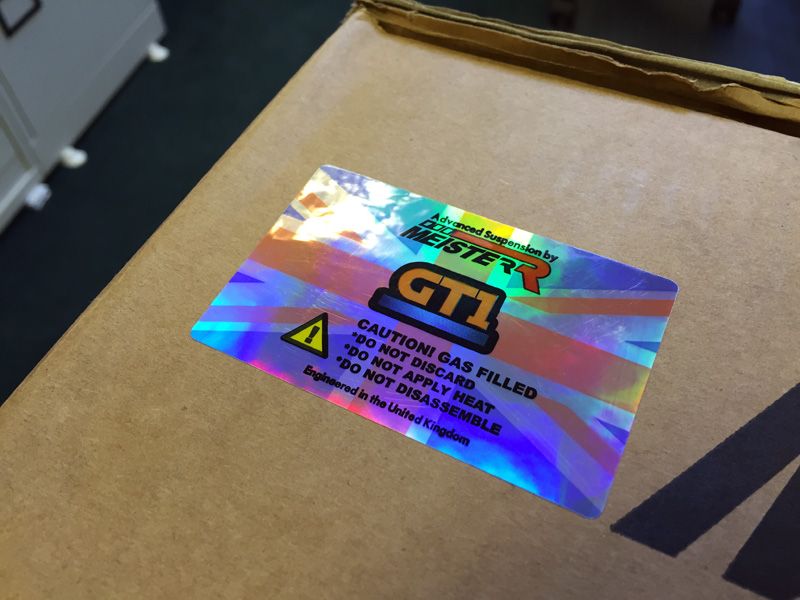 Advanced Suspension by
MEISTERR
GT1
CAUTION! GAS FILLED
*DO NOT DISCARD
*DO NOT APPLY HEAT
*DO NOT DISASSEMBLE
Engineered in the United Kingdom